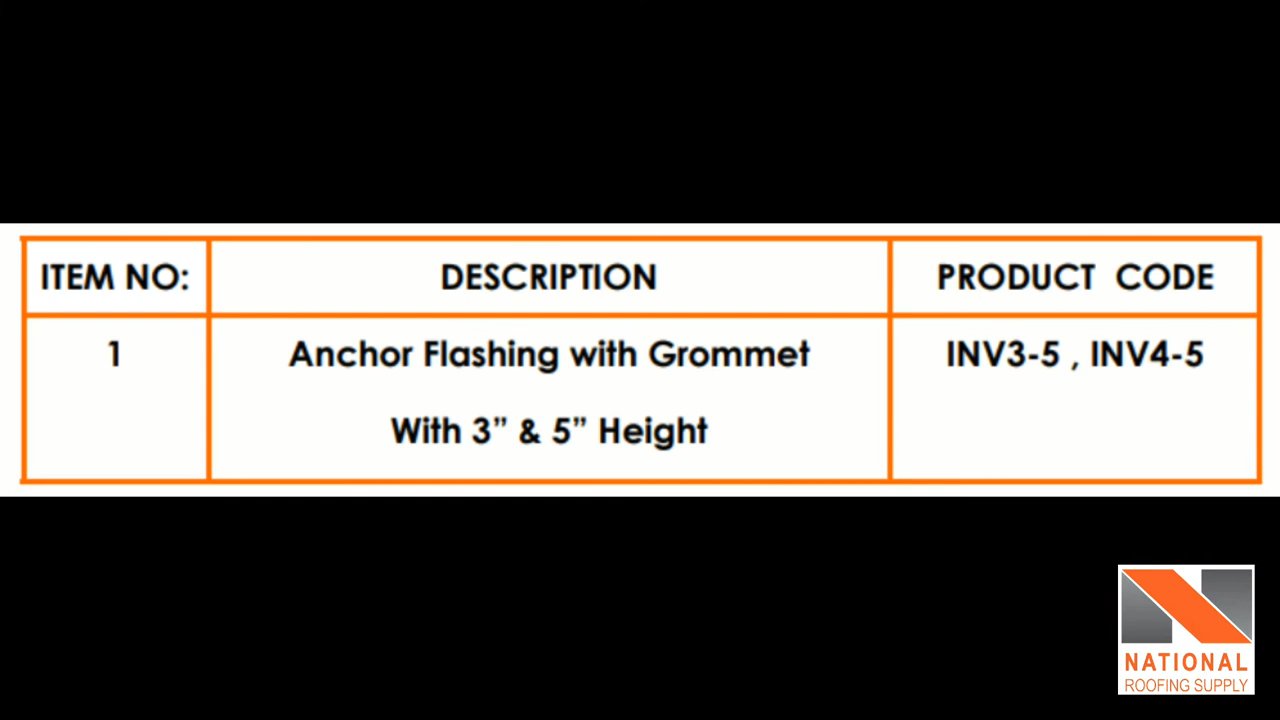 ITEM NO: DESCRIPTION PRODUCT CODE
1 Anchor Flashing with Grommet INV3-5 , INV4-5
With 3” & 5” Height
NATIONAL
ROOFING SUPPLY